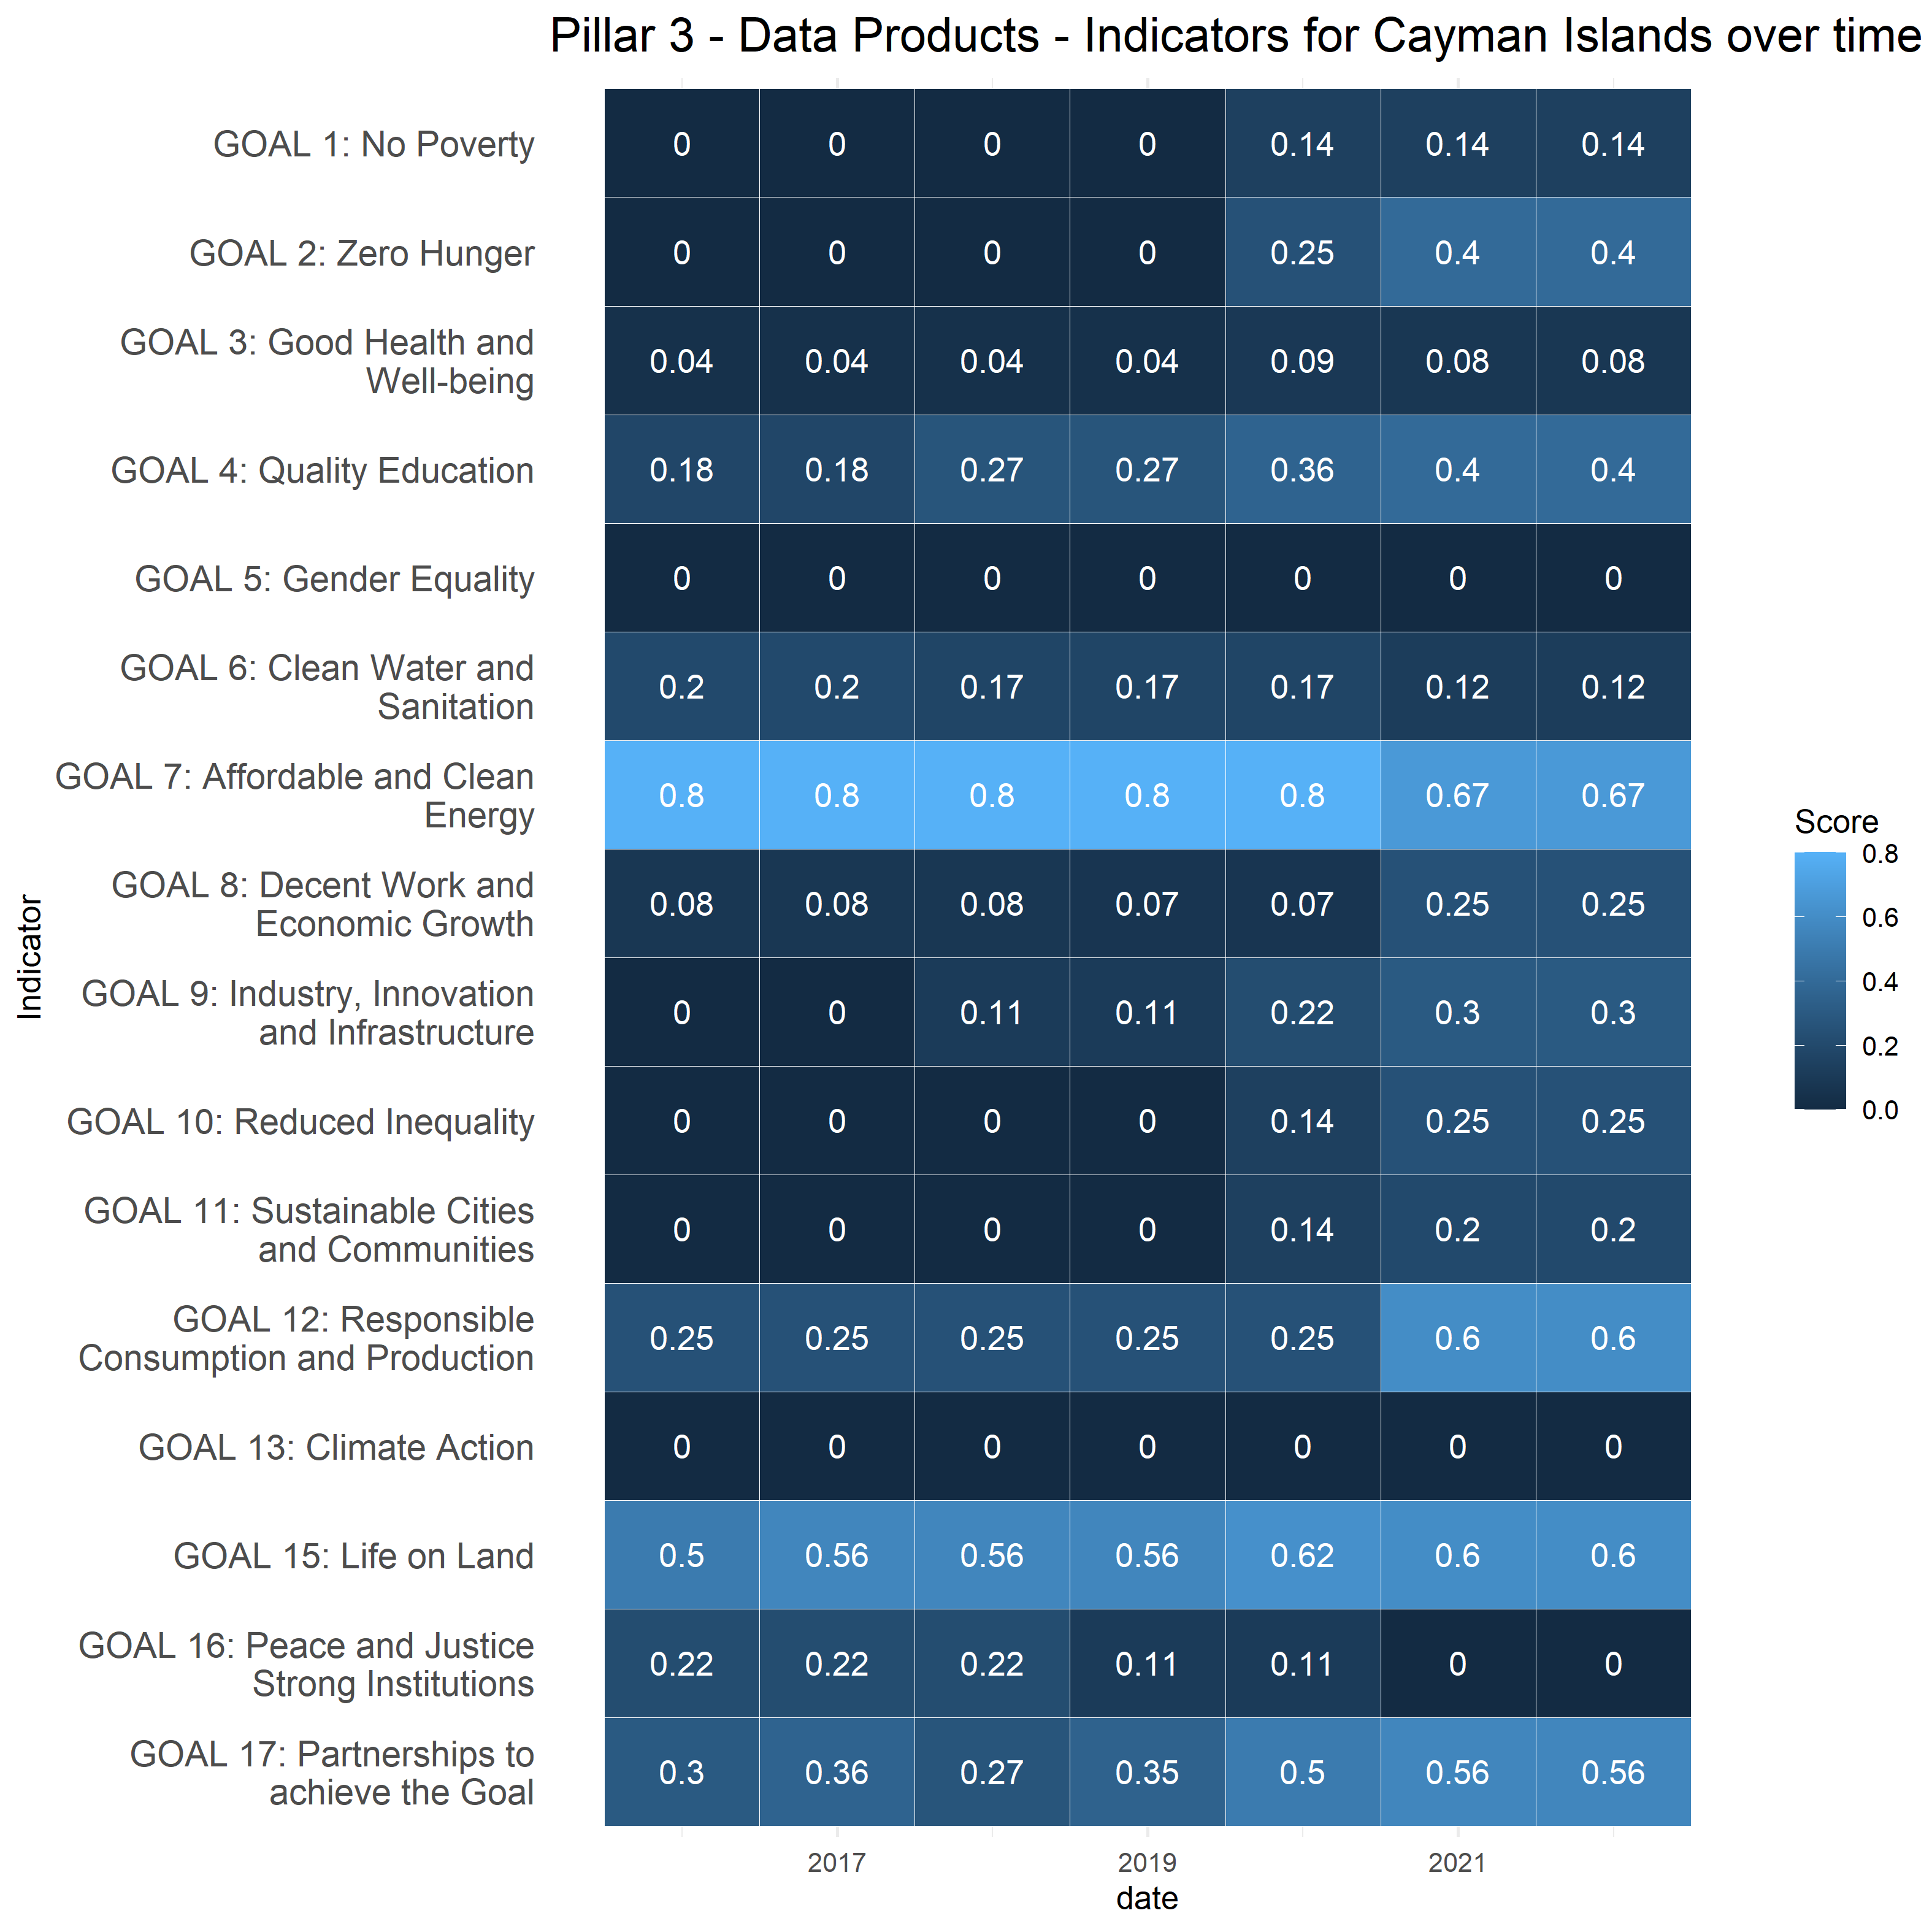 Pillar 3 - Data Products - Indicators for Cayman Islands over time
GOAL 1: No Poverty
0 0 0 0 0.14 0.14 0.14
GOAL 2: Zero Hunger
0 0 0 0 0.25 0.4 0.4
GOAL 3: Good Health and
Well-being
0.04 0.04 0.04 0.04 0.09 0.08 0.08
GOAL 4: Quality Education
0.18 0.18 0.27 0.27 0.36 0.4 0.4
GOAL 5: Gender Equality
0 0 0 0 0 0 0
GOAL 6: Clean Water and
Sanitation
0.2 0.2 0.17 0.17 0.17 0.12 0.12
GOAL 7: Affordable and Clean
Energy
0.8 0.8 0.8 0.8 0.8 0.67 0.67
GOAL 8: Decent Work and
Economic Growth
0.08 0.08 0.08 0.07 0.07 0.25 0.25
GOAL 9: Industry, Innovation
and Infrastructure
0 0 0.11 0.11 0.22 0.3 0.3
GOAL 10: Reduced Inequality
0 0 0 0 0.14 0.25 0.25
GOAL 11: Sustainable Cities
and Communities
0 0 0 0 0.14 0.2 0.2
GOAL 12: Responsible
Consumption and Production
0.25 0.25 0.25 0.25 0.25 0.6 0.6
GOAL 13: Climate Action
0 0 0 0 0 0 0
GOAL 15: Life on Land
0.5 0.56 0.56 0.56 0.62 0.6 0.6
GOAL 16: Peace and Justice
Strong Institutions
0.22 0.22 0.22 0.11 0.11 0 0
GOAL 17: Partnerships to
achieve the Goal
0.3 0.36 0.27 0.35 0.5 0.56 0.56
2017 2019 2021
date
Indicator
Score
0.8
0.6
0.4
0.2
0.0